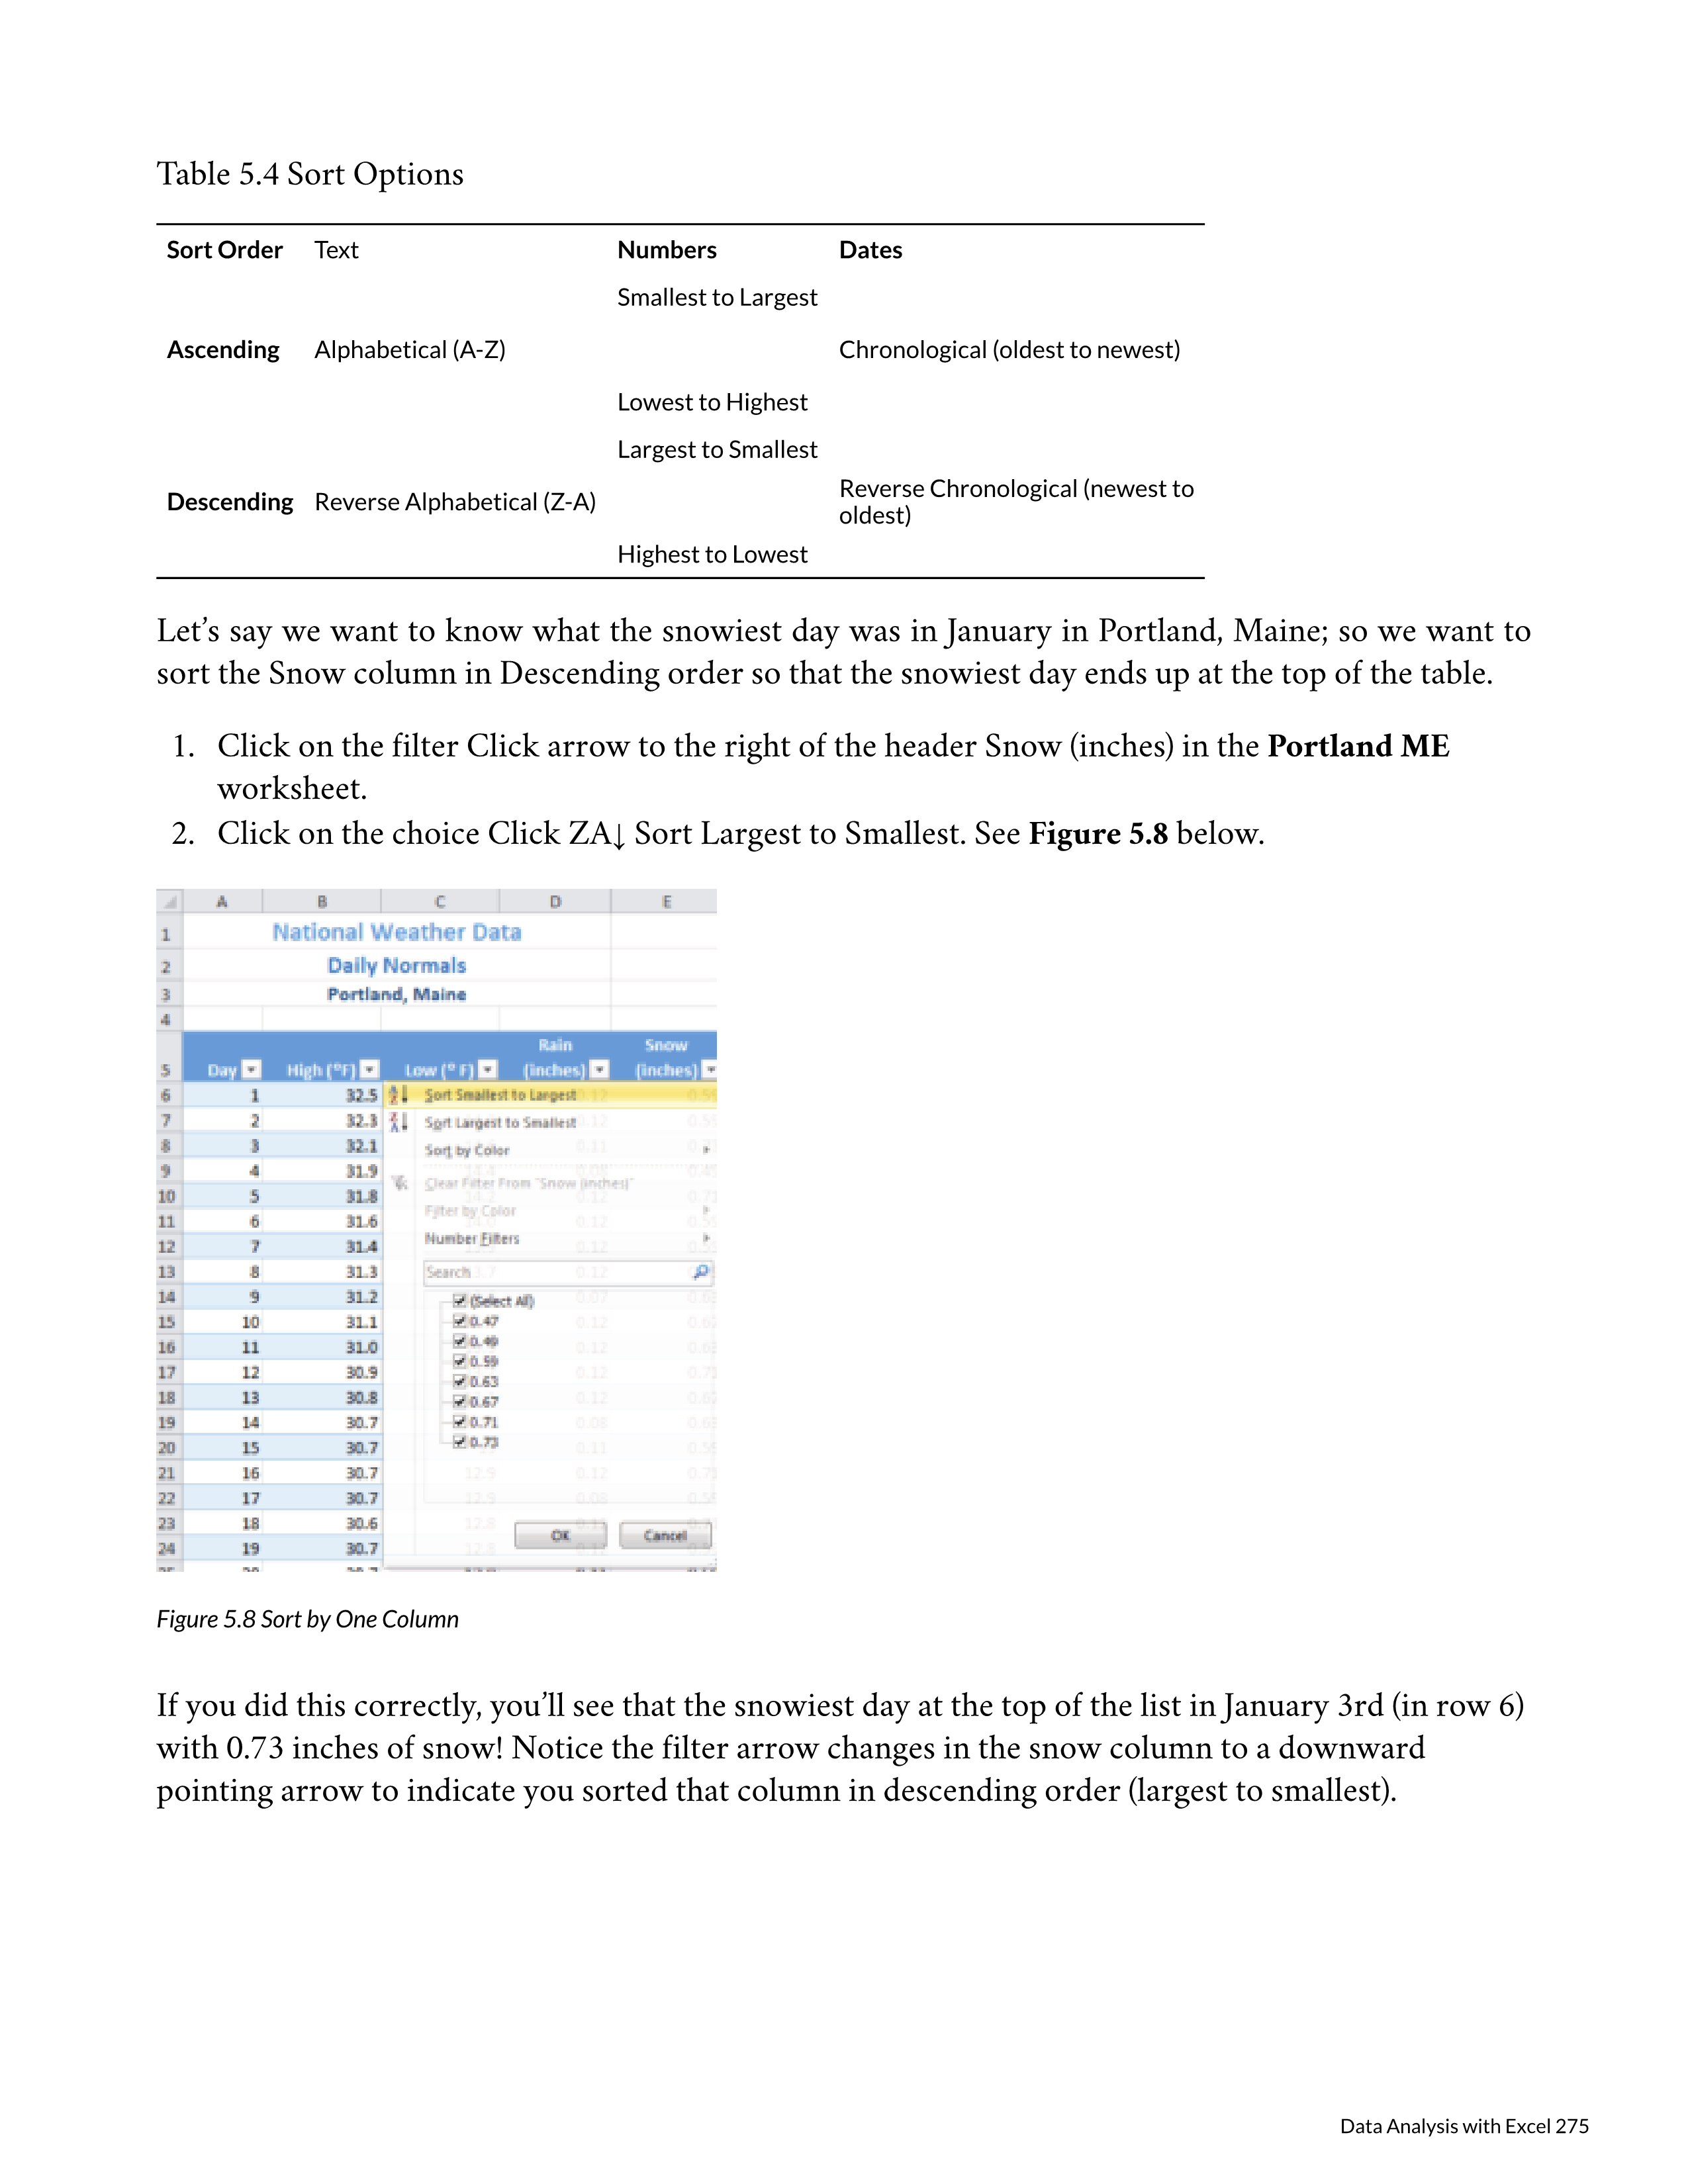 Table 5.4 Sort Options
Sort Order Text Numbers Dates
Smallest to Largest
Ascending Alphabetical (A-Z) Chronological (oldest to newest)
Lowest to Highest
Largest to Smallest
Descending Reverse Alphabetical (Z-A) Reverse Chronological (newest to
oldest)
Highest to Lowest
Let’s say we want to know what the snowiest day was in January in Portland, Maine; so we want to
sort the Snow column in Descending order so that the snowiest day ends up at the top of the table.
1. Click on the filter Click arrow to the right of the header Snow (inches) in the Portland ME
worksheet.
2. Click on the choice Click ZA↓ Sort Largest to Smallest. See Figure 5.8 below.
A B C D E
1 National Weather Data
2 Daily Normals
3 Portland, Maine
4
Rain Snow
5 Day High (°F) Low (° F) (inches) (inches)
6 1 32.5 Sort Smallest to Largest
7 2 32.3 Sort Largest to Smallest
8 3 32.1 Sort by Color
9 4 31.9
10 5 31.8 Clear Filter From "Snow (inches)"
11 6 31.6 Filter by Color
12 7 31.4 Number Filters
13 8 31.3 Search
14 9 31.2 (Select All)
15 10 31.1 0.47
16 11 31.0 0.49
0.59
17 12 30.9 0.63
18 13 30.8 0.67
19 14 30.7 0.71
20 15 30.7 0.73
21 16 30.7 12.9 0.12
22 17 30.7 12.9 0.08
23 18 30.6 12.8 OK Cancel
24 19 30.7 12.8
Figure 5.8 Sort by One Column
If you did this correctly, you’ll see that the snowiest day at the top of the list in January 3rd (in row 6)
with 0.73 inches of snow! Notice the filter arrow changes in the snow column to a downward
pointing arrow to indicate you sorted that column in descending order (largest to smallest).
Data Analysis with Excel 275